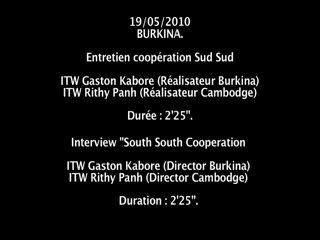 19/05/2010
BURKINA.
Entretien coopération Sud Sud
ITW Gaston Kabore (Réalisateur Burkina)
ITW Rithy Panh (Réalisateur Cambodge)
Durée : 2'25".
Interview "South South Cooperation
ITW Gaston Kabore (Director Burkina)
ITW Rithy Panh (Director Cambodge)
Duration : 2'25".